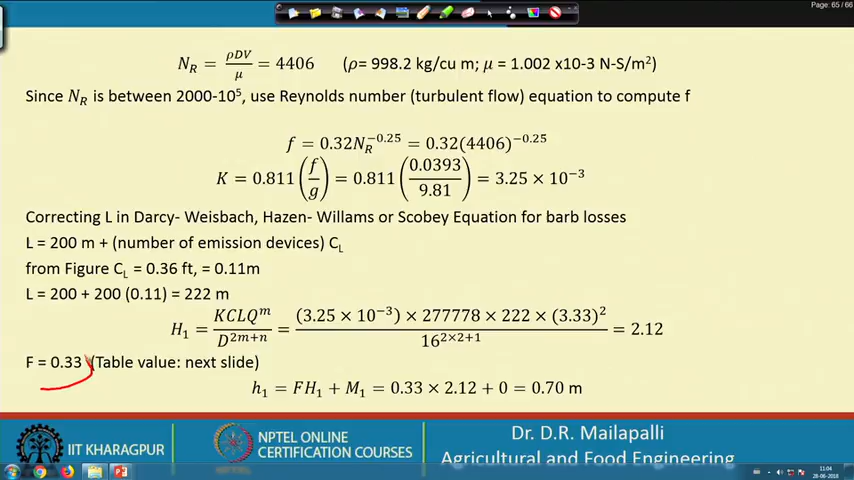 Page: 65 / 66
N_R = ρDV/μ = 4406 (ρ= 998.2 kg/cu m; μ = 1.002 x10-3 N-S/m²)
Since N_R is between 2000-10⁵, use Reynolds number (turbulent flow) equation to compute f
f = 0.32N_R^−0.25 = 0.32(4406)^−0.25
K = 0.811 (f/g) = 0.811 (0.0393/9.81) = 3.25 × 10⁻³
Correcting L in Darcy- Weisbach, Hazen- Willams or Scobey Equation for barb losses
L = 200 m + (number of emission devices) C_L
from Figure C_L = 0.36 ft, = 0.11m
L = 200 + 200 (0.11) = 222 m
H₁ = KCLQ^m/D^2m+n = (3.25 × 10⁻³) × 277778 × 222 × (3.33)²/16^2×2+1 = 2.12
F = 0.33 (Table value: next slide)
h₁ = FH₁ + M₁ = 0.33 × 2.12 + 0 = 0.70 m
IIT KHARAGPUR
NPTEL ONLINE
CERTIFICATION COURSES
Dr. D.R. Mailapalli
Agricultural and Food Engineering
11:04
28-06-2018